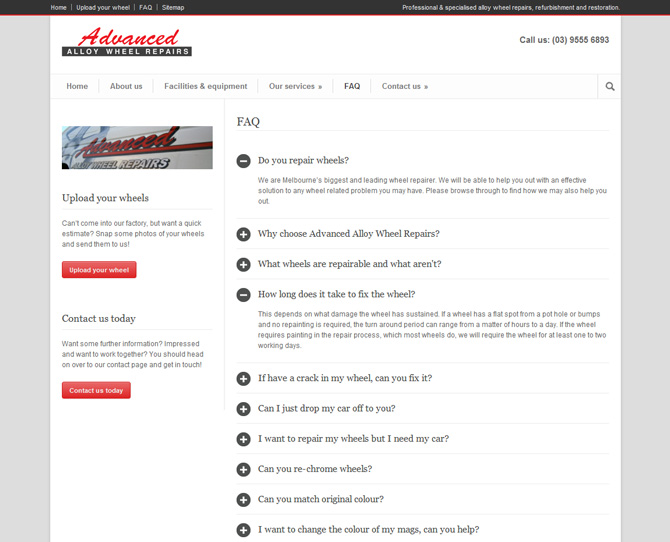 Home | Upload your wheel | FAQ | Sitemap
Professional & specialised alloy wheel repairs, refurbishment and restoration.
Advanced
ALLOY WHEEL REPAIRS
Call us: (03) 9555 6893
Home
About us
Facilities & equipment
Our services »
FAQ
Contact us »
Advanced
ALLOY WHEEL REPAIRS
Upload your wheels
Can't come into our factory, but want a quick
estimate? Snap some photos of your wheels
and send them to us!
Upload your wheel
Contact us today
Want some further information? Impressed
and want to work together? You should head
on over to our contact page and get in touch!
Contact us today
FAQ
Do you repair wheels?
We are Melbourne's biggest and leading wheel repairer. We will be able to help you out with an effective
solution to any wheel related problem you may have. Please browse through to find how we may also help you
out.
Why choose Advanced Alloy Wheel Repairs?
What wheels are repairable and what aren't?
How long does it take to fix the wheel?
This depends on what damage the wheel has sustained. If a wheel has a flat spot from a pot hole or bumps
and no repainting is required, the turn around period can range from a matter of hours to a day. If the wheel
requires painting in the repair process, which most wheels do, we will require the wheel for at least one to two
working days.
If have a crack in my wheel, can you fix it?
Can I just drop my car off to you?
I want to repair my wheels but I need my car?
Can you re-chrome wheels?
Can you match original colour?
I want to change the colour of my mags, can you help?